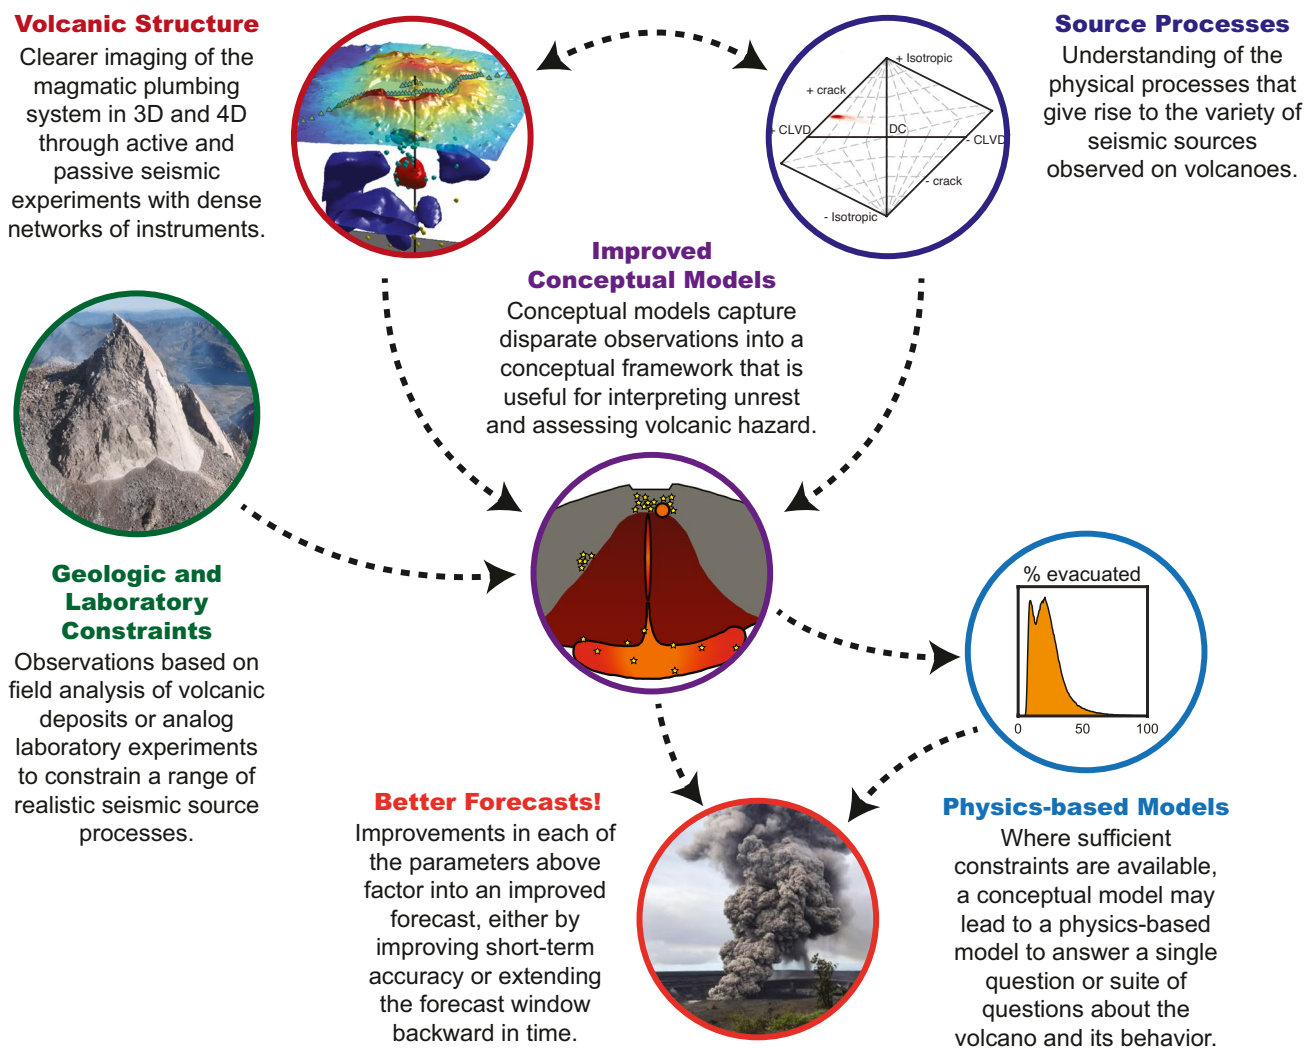 Volcanic Structure
Clearer imaging of the
magmatic plumbing
system in 3D and 4D
through active and
passive seismic
experiments with dense
networks of instruments.
Source Processes
Understanding of the
physical processes that
give rise to the variety of
seismic sources
observed on volcanoes.
+ Isotropic
+ crack
+ CLVD
DC
- CLVD
- crack
- Isotropic
Improved
Conceptual Models
Conceptual models capture
disparate observations into a
conceptual framework that is
useful for interpreting unrest
and assessing volcanic hazard.
Geologic and
Laboratory
Constraints
Observations based on
field analysis of volcanic
deposits or analog
laboratory experiments
to constrain a range of
realistic seismic source
processes.
% evacuated
0
50
100
Better Forecasts!
Improvements in each of
the parameters above
factor into an improved
forecast, either by
improving short-term
accuracy or extending
the forecast window
backward in time.
Physics-based Models
Where sufficient
constraints are available,
a conceptual model may
lead to a physics-based
model to answer a single
question or suite of
questions about the
volcano and its behavior.